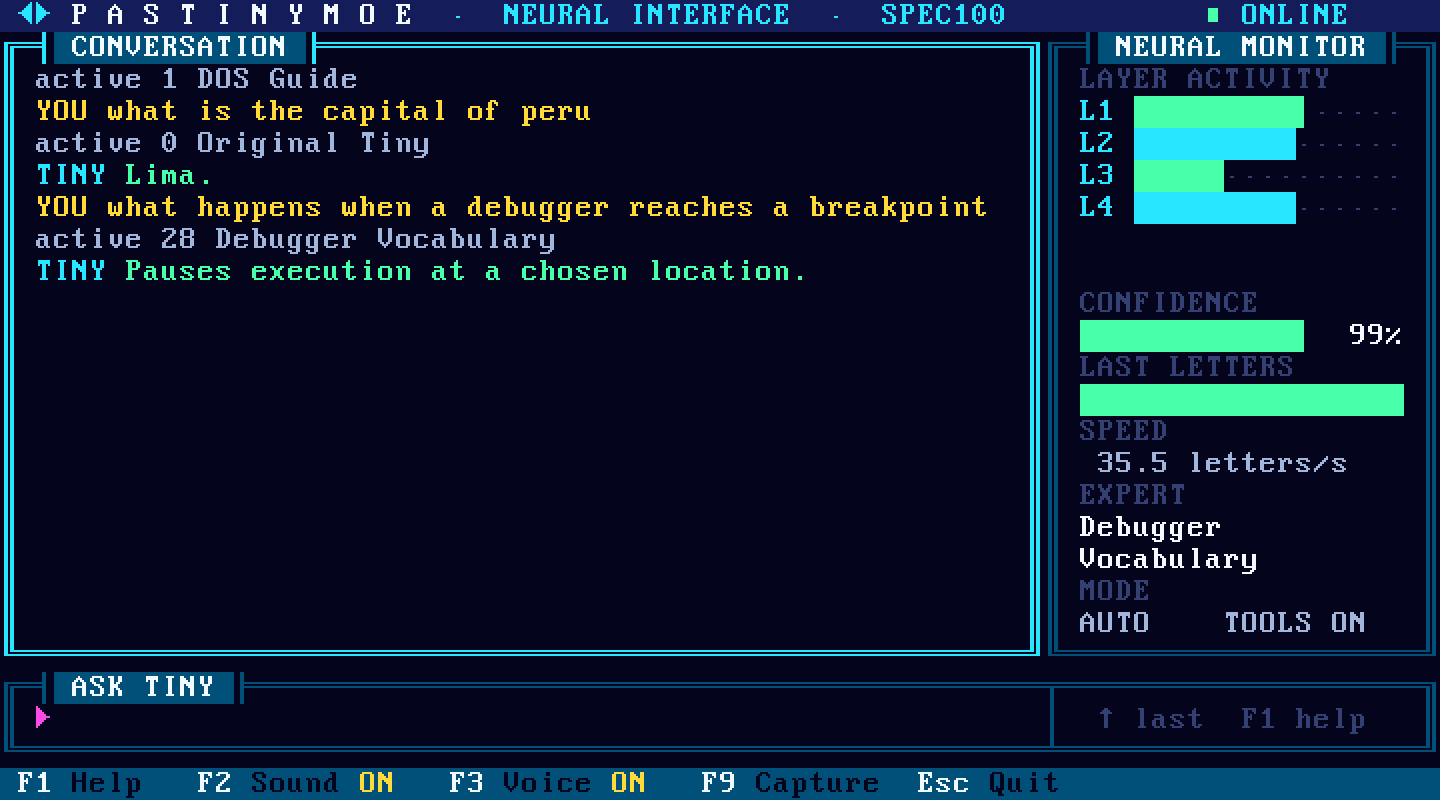 P A S T I N Y M O E · NEURAL INTERFACE · SPEC100 ONLINE
CONVERSATION
active 1 DOS Guide
YOU what is the capital of peru
active 0 Original Tiny
TINY Lima.
YOU what happens when a debugger reaches a breakpoint
active 28 Debugger Vocabulary
TINY Pauses execution at a chosen location.
NEURAL MONITOR
LAYER ACTIVITY
L1
L2
L3
L4
CONFIDENCE
99%
LAST LETTERS
SPEED
35.5 letters/s
EXPERT
Debugger
Vocabulary
MODE
AUTO TOOLS ON
ASK TINY
↑ last F1 help
F1 Help F2 Sound ON F3 Voice ON F9 Capture Esc Quit